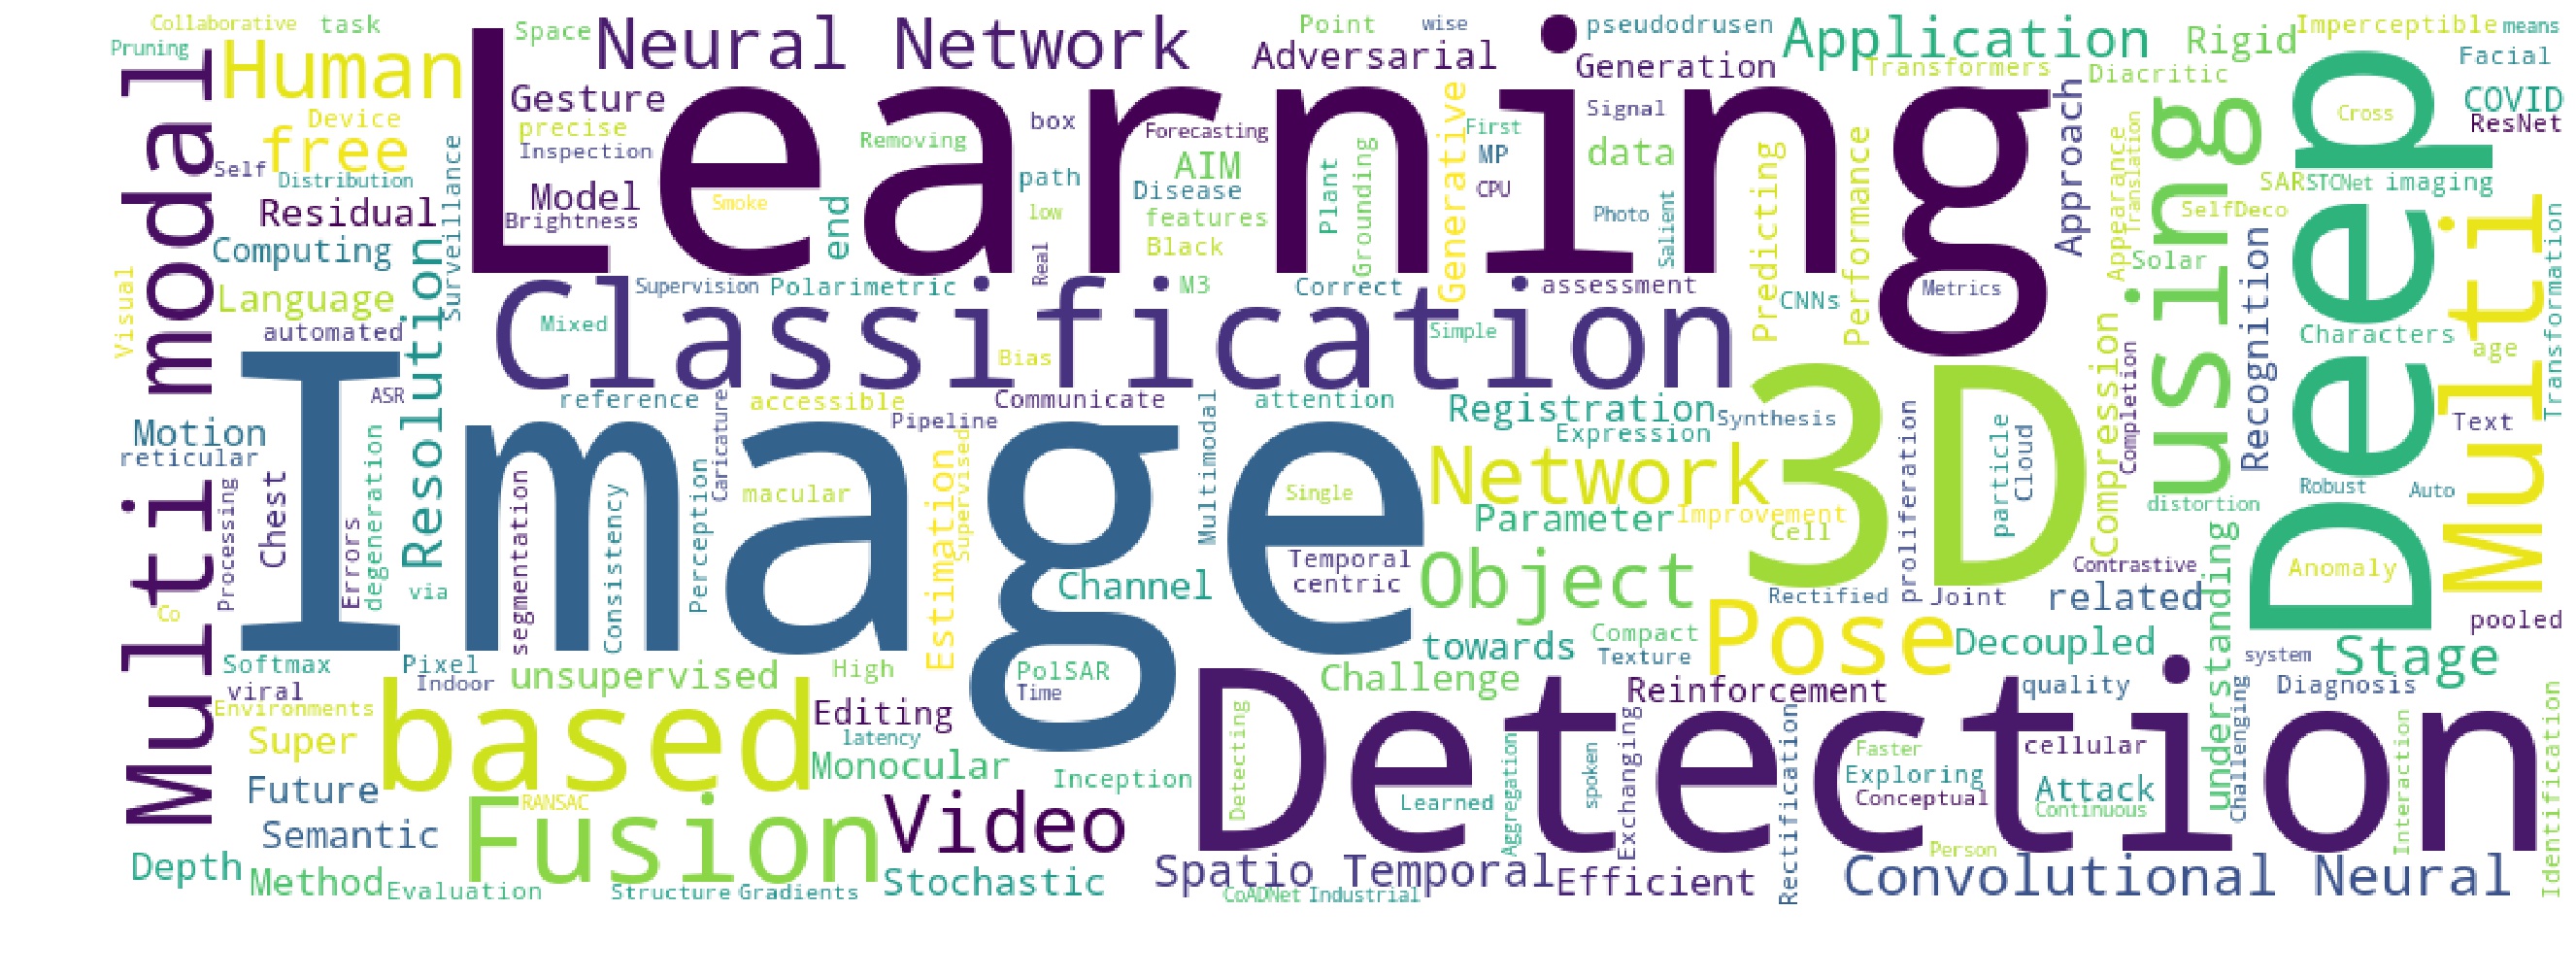 Collaborative
task
Space
Neural Network
Point
wise
pseudodrusen
Application
Rigid
Imperceptible
means
Pruning
Human
Learning
Adversarial
Generation
Transformers
Diacritic
Facial
Multi modal
Gesture
Device
precise
free
Inspection
Self
Distribution
Surveillance
Model
Brightness
Residual
Computing
Smoke
end
Removing
box
path
low
Real
Forecasting
AIM
Disease
features
Black
Plant
Grounding
Generative
First
MP
CPU
Signal
data
Photo
Salient
Predicting
Performance
Approach
Appearance
Translation
using
Deep
Cross
COVID
ResNet
SAR
STCNet
imaging
SelfDeco
Solar
Recognition
Multi
Transformation
Visual
Language
automated
Resolution
Classification
Supervision
Polarimetric
M3
Correct
assessment
CNNs
Metrics
Mixed
Bias
Simple
Compression
Completion
Characters
age
Text
Image
ASR
reference
accessible
Communicate
attention
Registration
Synthesis
3D
Motion
reticular
Pipeline
Expression
Chest
Processing
Errors
degeneration
via
Co
segmentation
Consistency
Perception
Caricature
macular
Estimation
Supervised
Multimodal
Single
Network
Parameter
Improvement
Cell
proliferation
particle
Cloud
distortion
Robust
Auto
Temporal
centric
Channel
Object
Contrastive
Anomaly
Rectified
Joint
related
understanding
pooled
towards
Compact
Texture
Pose
Decoupled
Stage
system
Softmax
Pixel
Indoor
unsupervised
High
PolSAR
Time
Challenge
Reinforcement
quality
Diagnosis
viral
Environments
based
Editing
Detection
Super
latency
Monocular
Inception
Detecting
Future
RANSAC
Fusion
Video
Learned
Aggregation
spoken
Exchanging
Rectification
Faster
Exploring
Conceptual
cellular
Attack
Continuous
Challenging
Interaction
Identification
Semantic
Depth
Method
Evaluation
Structure
Gradients
Stochastic
Spatio Temporal
CoADNet
Industrial
Efficient
Person
Convolutional Neural